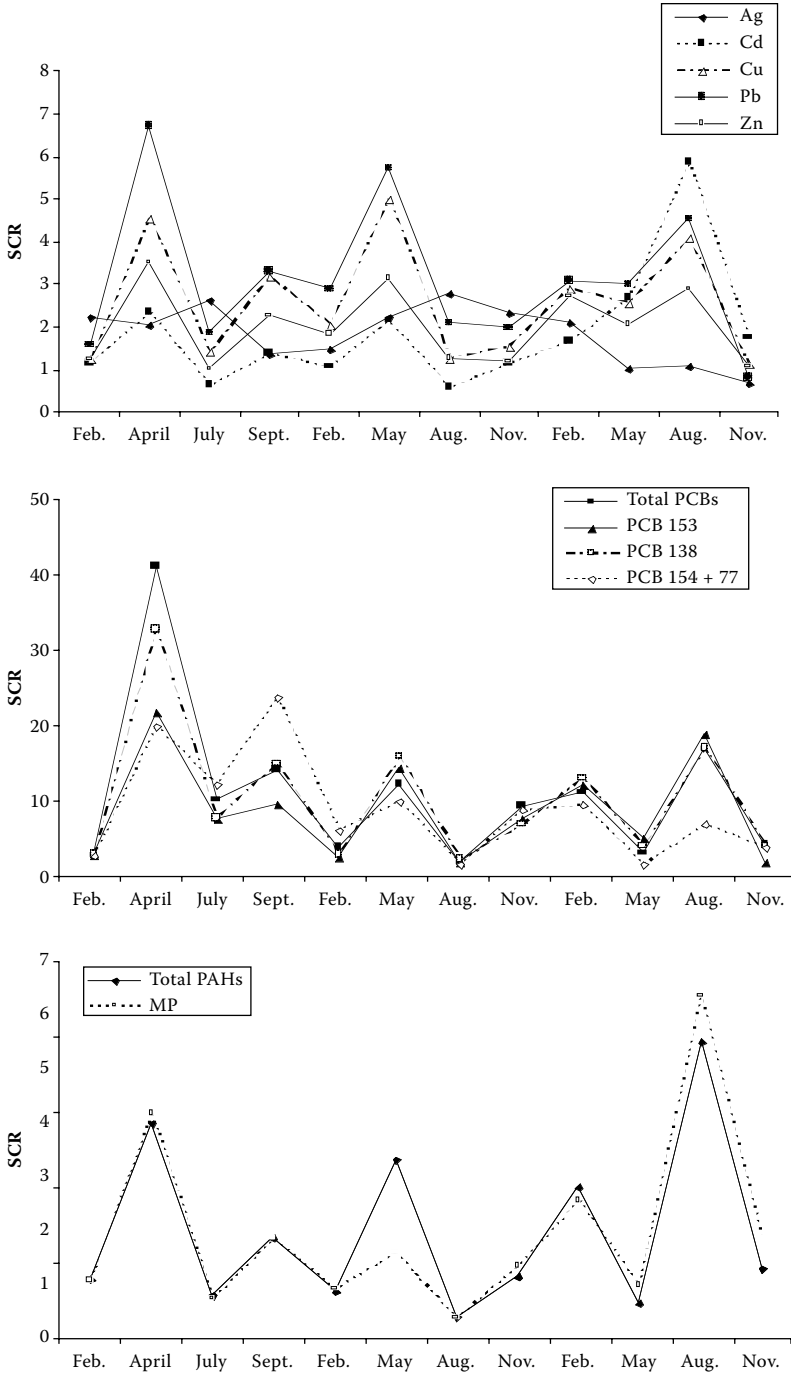 Ag
Cd
Cu
Pb
Zn
8
7
6
5
4
3
2
1
0
SCR
Feb. April July Sept. Feb. May Aug. Nov. Feb. May Aug. Nov.
Total PCBs
PCB 153
PCB 138
PCB 154 + 77
50
40
30
20
10
0
SCR
Feb. April July Sept. Feb. May Aug. Nov. Feb. May Aug. Nov.
Total PAHs
MP
7
6
5
4
3
2
1
0
SCR
Feb. April July Sept. Feb. May Aug. Nov. Feb. May Aug. Nov.